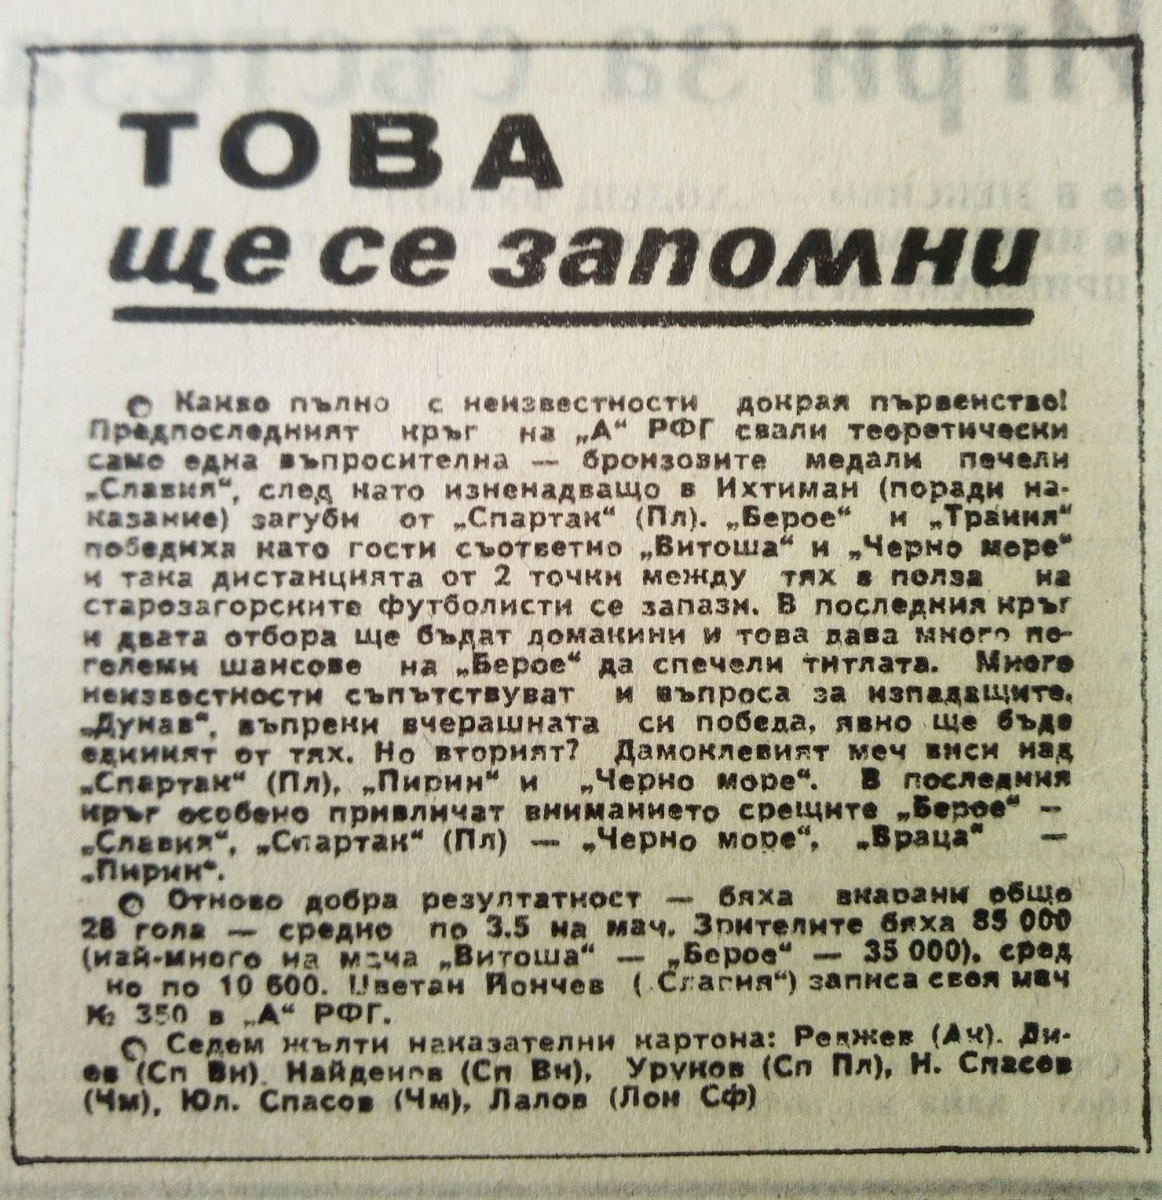 ТОВА
ще се запомни
Какво пълно с неизвестности докрая първенство!
Предпоследният кръг на „А“ РФГ свали теоретически
само една въпросителна — бронзовите медали печели
„Славия“, след като изненадващо в Ихтиман (поради на-
казание) загуби от „Спартак“ (Пл). „Берое“ и „Тракия“
победиха като гости съответно „Витоша“ и „Черно море“
и така дистанцията от 2 точки между тях в полза на
старозагорските футболисти се запази. В последния кръг
и двата отбора ще бъдат домакини и това дава много по-
големи шансове на „Берое“ да спечели титлата. Много
неизвестности съпътствуват и въпроса за изпадащите.
„Дунав“, въпреки вчерашната си победа, явно ще бъде
единият от тях. Но вторият? Дамоклевият меч виси над
„Спартак“ (Пл), „Пирин“ и „Черно море“. В последния
кръг особено привличат вниманието срещите „Берое“ —
„Славия“, „Спартак“ (Пл) — „Черно море“, „Враца“ —
„Пирин“.
Отново добра резултатност — бяха вкарани общо
28 гола — средно по 3.5 на мач. Зрителите бяха 85 000
(най-много на мача „Витоша“ — „Берое“ — 35 000), сред
но по 10 600. Цветан Йончев ( Славия“) записа своя мач
№ 350 в „А“ РФГ.
Седем жълти наказателни картона: Реджев (Ач). Ди-
ев (Сп Вн). Найденов (Сп Вн), Уруков (Сп Пл), Н. Спасов
(Чм), Юл. Спасов (Чм), Лалов (Лок Сф)